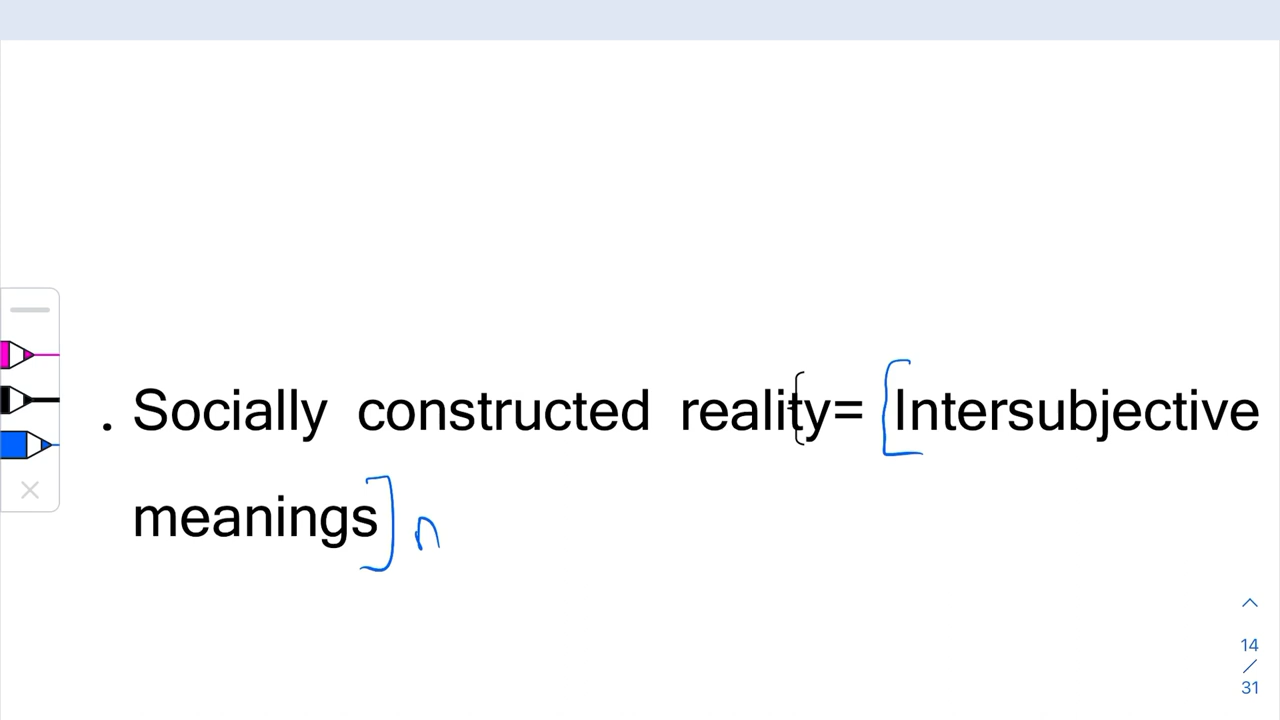 . Socially constructed reality= [Intersubjective
meanings] n
14
/
31